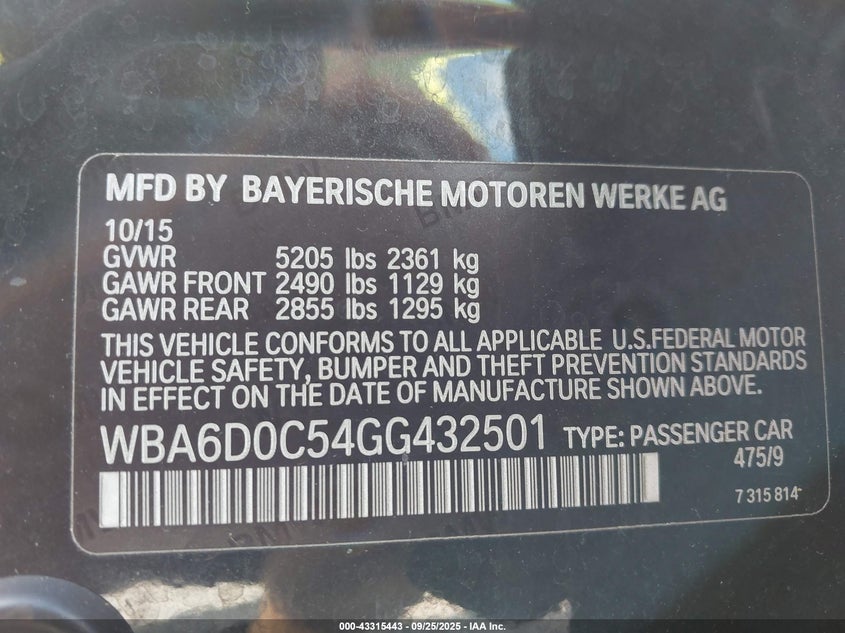 MFD BY BAYERISCHE MOTOREN WERKE AG
10/15
GVWR 5205 lbs 2361 kg
GAWR FRONT 2490 lbs 1129 kg
GAWR REAR 2855 lbs 1295 kg
THIS VEHICLE CONFORMS TO ALL APPLICABLE U.S.FEDERAL MOTOR
VEHICLE SAFETY, BUMPER AND THEFT PREVENTION STANDARDS
IN EFFECT ON THE DATE OF MANUFACTURE SHOWN ABOVE.
WBA6D0C54GG432501 TYPE: PASSENGER CAR
475/9
7 315 814
000-43315443 - 09/25/2025 - IAA Inc.